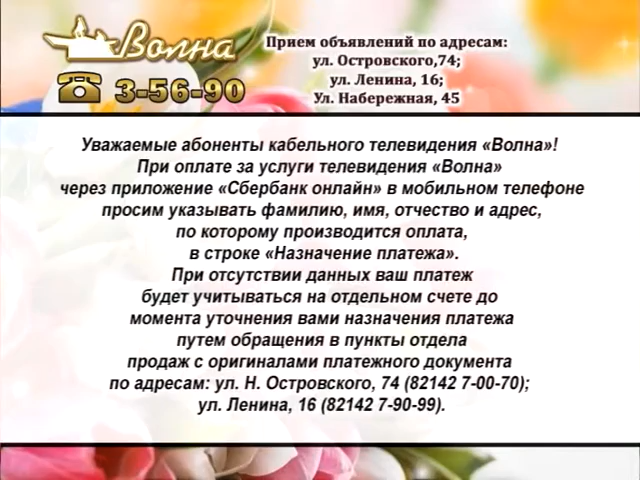 Волна
3-56-90
Прием объявлений по адресам:
ул. Островского,74;
ул. Ленина, 16;
Ул. Набережная, 45
Уважаемые абоненты кабельного телевидения «Волна»!
При оплате за услуги телевидения «Волна»
через приложение «Сбербанк онлайн» в мобильном телефоне
просим указывать фамилию, имя, отчество и адрес,
по которому производится оплата,
в строке «Назначение платежа».
При отсутствии данных ваш платеж
будет учитываться на отдельном счете до
момента уточнения вами назначения платежа
путем обращения в пункты отдела
продаж с оригиналами платежного документа
по адресам: ул. Н. Островского, 74 (82142 7-00-70);
ул. Ленина, 16 (82142 7-90-99).